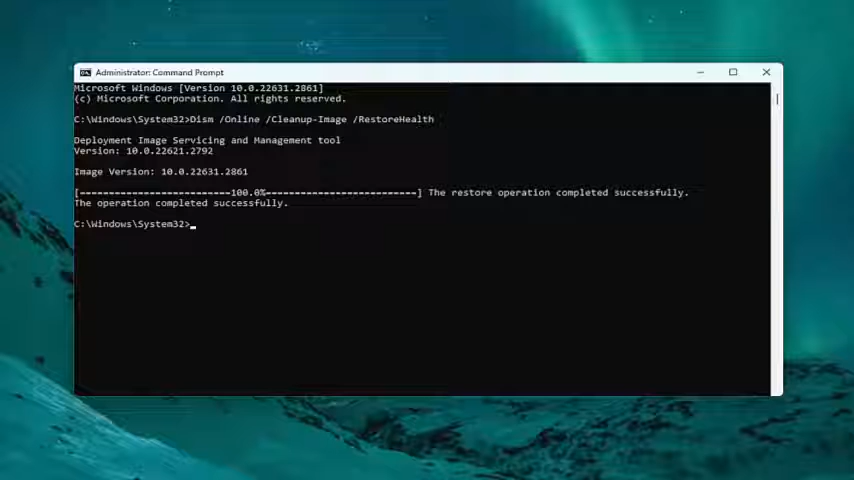 Administrator: Command Prompt
Microsoft Windows [Version 10.0.22631.2861]
(c) Microsoft Corporation. All rights reserved.
C:\Windows\System32>Dism /Online /Cleanup-Image /RestoreHealth
Deployment Image Servicing and Management tool
Version: 10.0.22621.2792
Image Version: 10.0.22631.2861
[==========================100.0%==========================] The restore operation completed successfully.
The operation completed successfully.
C:\Windows\System32>